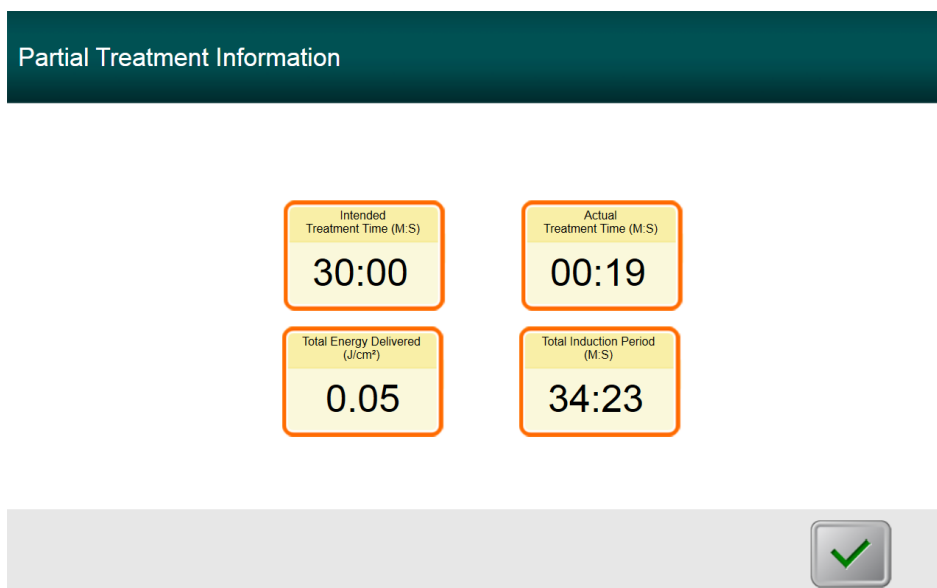 Partial Treatment Information
Intended
Treatment Time (M:S)
30:00
Actual
Treatment Time (M:S)
00:19
Total Energy Delivered
(J/cm²)
0.05
Total Induction Period
(M:S)
34:23